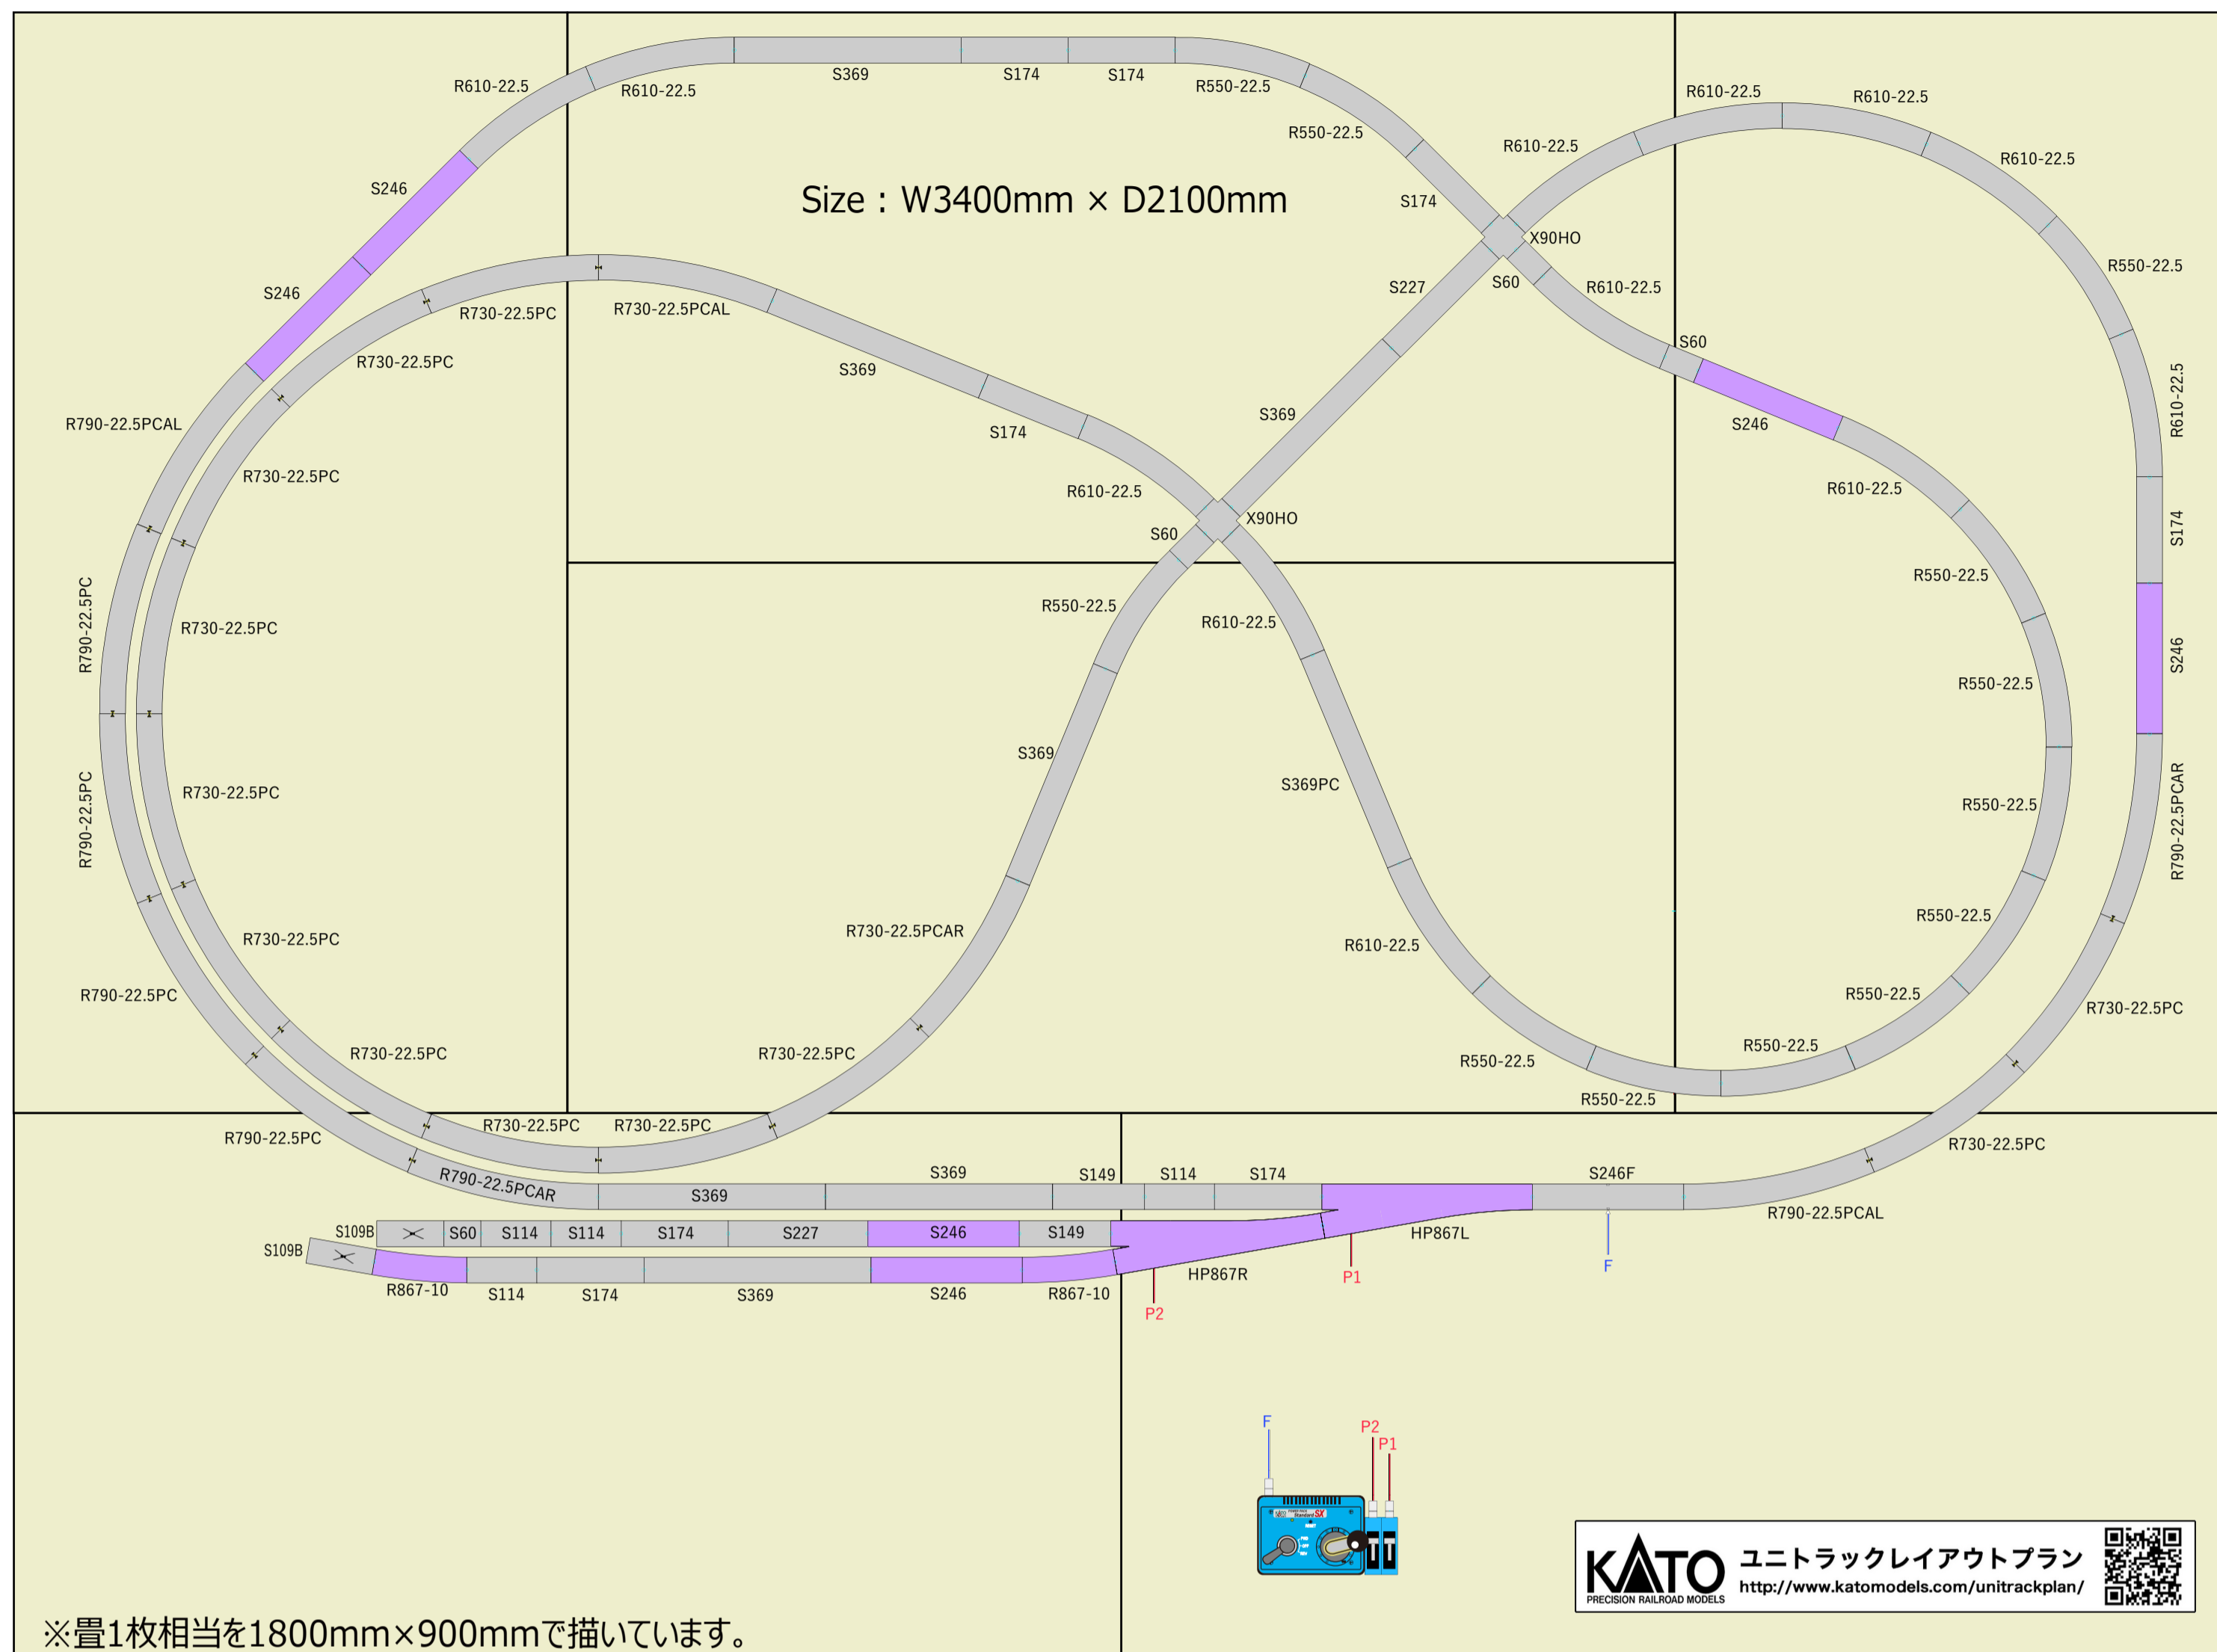 S369
S174
S174
R610-22.5
R610-22.5
R550-22.5
R550-22.5
R610-22.5
R610-22.5
R610-22.5
R610-22.5
S246
Size : W3400mm × D2100mm
S174
X90HO
R550-22.5
S246
S227
S60
R610-22.5
R730-22.5PC
R730-22.5PCAL
S60
R730-22.5PC
S369
R610-22.5
R790-22.5PCAL
S174
S369
S246
R730-22.5PC
R610-22.5
X90HO
R610-22.5
S174
S60
R550-22.5
R790-22.5PC
R730-22.5PC
R550-22.5
R610-22.5
R550-22.5
S246
S369
S369PC
R730-22.5PC
R790-22.5PC
R550-22.5
R790-22.5PCAR
R730-22.5PC
R730-22.5PCAR
R610-22.5
R550-22.5
R790-22.5PC
R550-22.5
R730-22.5PC
R730-22.5PC
R730-22.5PC
R550-22.5
R550-22.5
R550-22.5
R790-22.5PC
R730-22.5PC
R730-22.5PC
R730-22.5PC
R790-22.5PCAR
S369
S369
S149
S114
S174
S246F
R790-22.5PCAL
S109B
S60
S114
S114
S174
S227
S246
S149
HP867L
S109B
R867-10
S114
S174
S369
S246
R867-10
HP867R
P2
P1
F
F
P2
P1
KATO
POWER PACK
Standard SX
KATO
PRECISION RAILROAD MODELS
ユニトラックレイアウトプラン
http://www.katomodels.com/unitrackplan/
※畳1枚相当を1800mm×900mmで描いています。